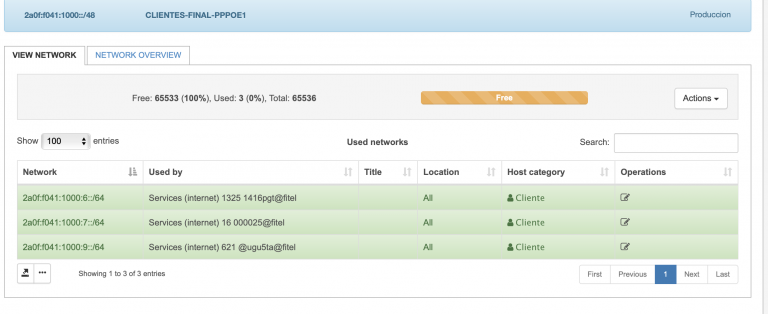 2a0f:f041:1000::/48 CLIENTES-FINAL-PPPOE1 Produccion
VIEW NETWORK NETWORK OVERVIEW
Free: 65533 (100%), Used: 3 (0%), Total: 65536 Free Actions
Show 100 entries Used networks Search:
Network Used by Title Location Host category Operations
2a0f:f041:1000:6::/64 Services (internet) 1325 1416pgt@fitel All Cliente
2a0f:f041:1000:7::/64 Services (internet) 16 000025@fitel All Cliente
2a0f:f041:1000:9::/64 Services (internet) 621 @ugu5ta@fitel All Cliente
Showing 1 to 3 of 3 entries First Previous 1 Next Last